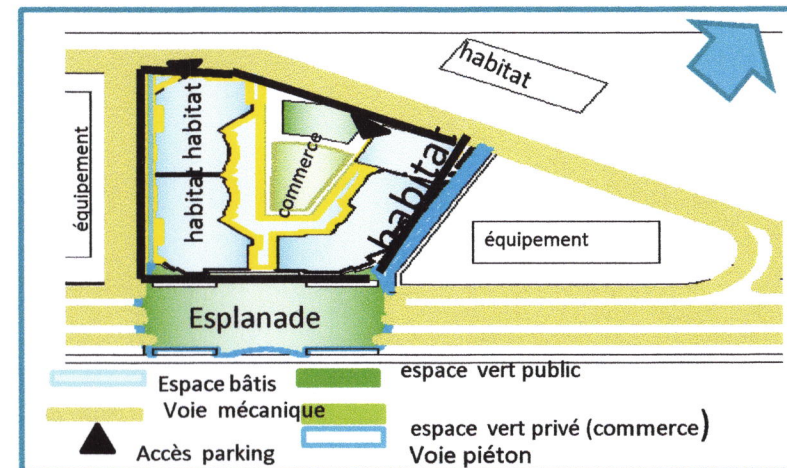 habitat
équipement
habitat habitat
commerce
habitat
équipement
Esplanade
Espace bâtis
espace vert public
Voie mécanique
espace vert privé (commerce)
Accès parking
Voie piéton